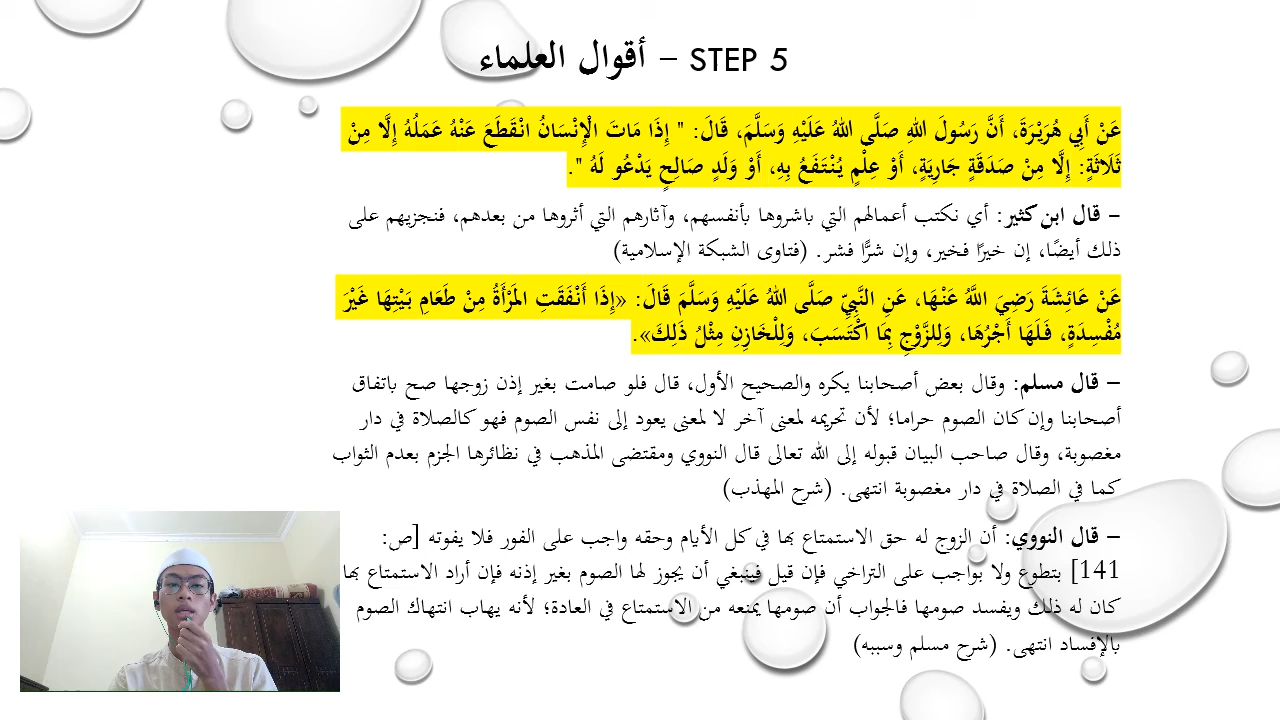 STEP 5 – أقوال العلماء
عَنْ أَبِي هُرَيْرَةَ، أَنَّ رَسُولَ اللهِ صَلَّى اللهُ عَلَيْهِ وَسَلَّمَ، قَالَ: " إِذَا مَاتَ الْإِنْسَانُ انْقَطَعَ عَنْهُ عَمَلُهُ إِلَّا مِنْ
ثَلَاثَةٍ: إِلَّا مِنْ صَدَقَةٍ جَارِيَةٍ، أَوْ عِلْمٍ يُنْتَفَعُ بِهِ، أَوْ وَلَدٍ صَالِحٍ يَدْعُو لَهُ ".
– قال ابن كثير: أي نكتب أعمالهم التي باشروها بأنفسهم، وآثارهم التي أثروها من بعدهم، فنجزيهم على
ذلك أيضًا، إن خيرًا فخير، وإن شرًّا فشر. (فتاوى الشبكة الإسلامية)
عَنْ عَائِشَةَ رَضِيَ اللَّهُ عَنْهَا، عَنِ النَّبِيِّ صَلَّى اللهُ عَلَيْهِ وَسَلَّمَ قَالَ: «إِذَا أَنْفَقَتِ المَرْأَةُ مِنْ طَعَامِ بَيْتِهَا غَيْرَ
مُفْسِدَةٍ، فَلَهَا أَجْرُهَا، وَلِلزَّوْجِ بِمَا اكْتَسَبَ، وَلِلْخَازِنِ مِثْلُ ذَلِكَ».
– قال مسلم: وقال بعض أصحابنا يكره والصحيح الأول، قال فلو صامت بغير إذن زوجها صح باتفاق
أصحابنا وإن كان الصوم حراما؛ لأن تحريمه لمعنى آخر لا لمعنى يعود إلى نفس الصوم فهو كالصلاة في دار
مغصوبة، وقال صاحب البيان قبوله إلى الله تعالى قال النووي ومقتضى المذهب في نظائرها الجزم بعدم الثواب
كما في الصلاة في دار مغصوبة انتهى. (شرح المهذب)
– قال النووي: أن الزوج له حق الاستمتاع بها في كل الأيام وحقه واجب على الفور فلا يفوته [ص:
141] بتطوع ولا بواجب على التراخي فإن قيل فينبغي أن يجوز لها الصوم بغير إذنه فإن أراد الاستمتاع بها
كان له ذلك ويفسد صومها فالجواب أن صومها يمنعه من الاستمتاع في العادة؛ لأنه يهاب انتهاك الصوم
بالإفساد انتهى. (شرح مسلم وسببه)